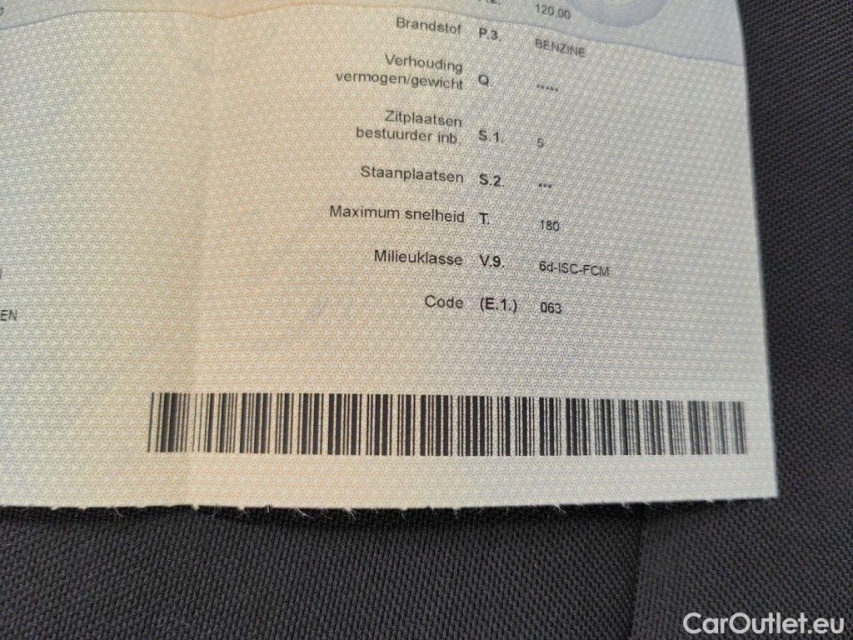 120.00
Brandstof P.3. BENZINE
Verhouding
vermogen/gewicht Q. *****
Zitplaatsen
bestuurder inb. S.1. 5
Staanplaatsen S.2. ***
Maximum snelheid T. 180
Milieuklasse V.9. 6d-ISC-FCM
Code (E.1.) 063
EN
CarOutlet.eu